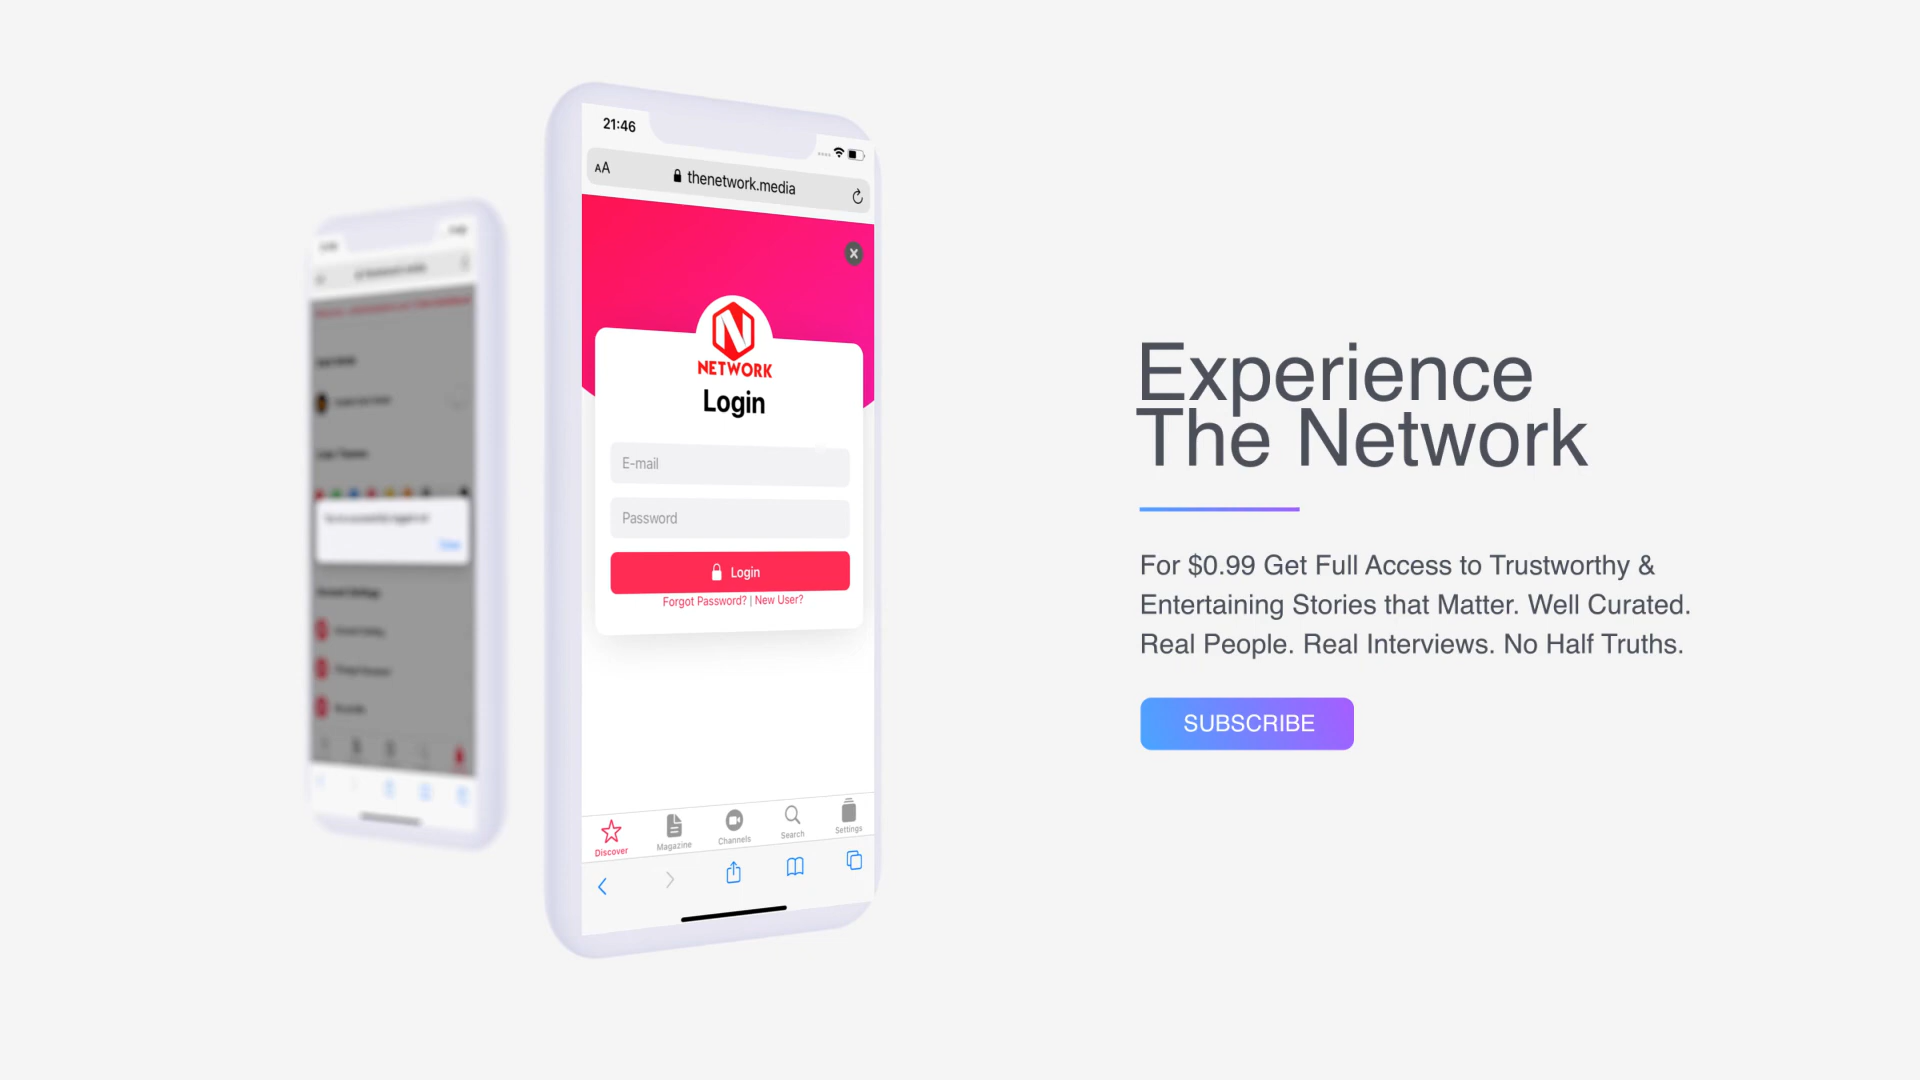 21:46
AA
thenetwork.media
NETWORK
Login
E-mail
Password
Login
Forgot Password? | New User?
Discover
Magazine
Channels
Search
Settings
Experience
The Network
For $0.99 Get Full Access to Trustworthy &
Entertaining Stories that Matter. Well Curated.
Real People. Real Interviews. No Half Truths.
SUBSCRIBE